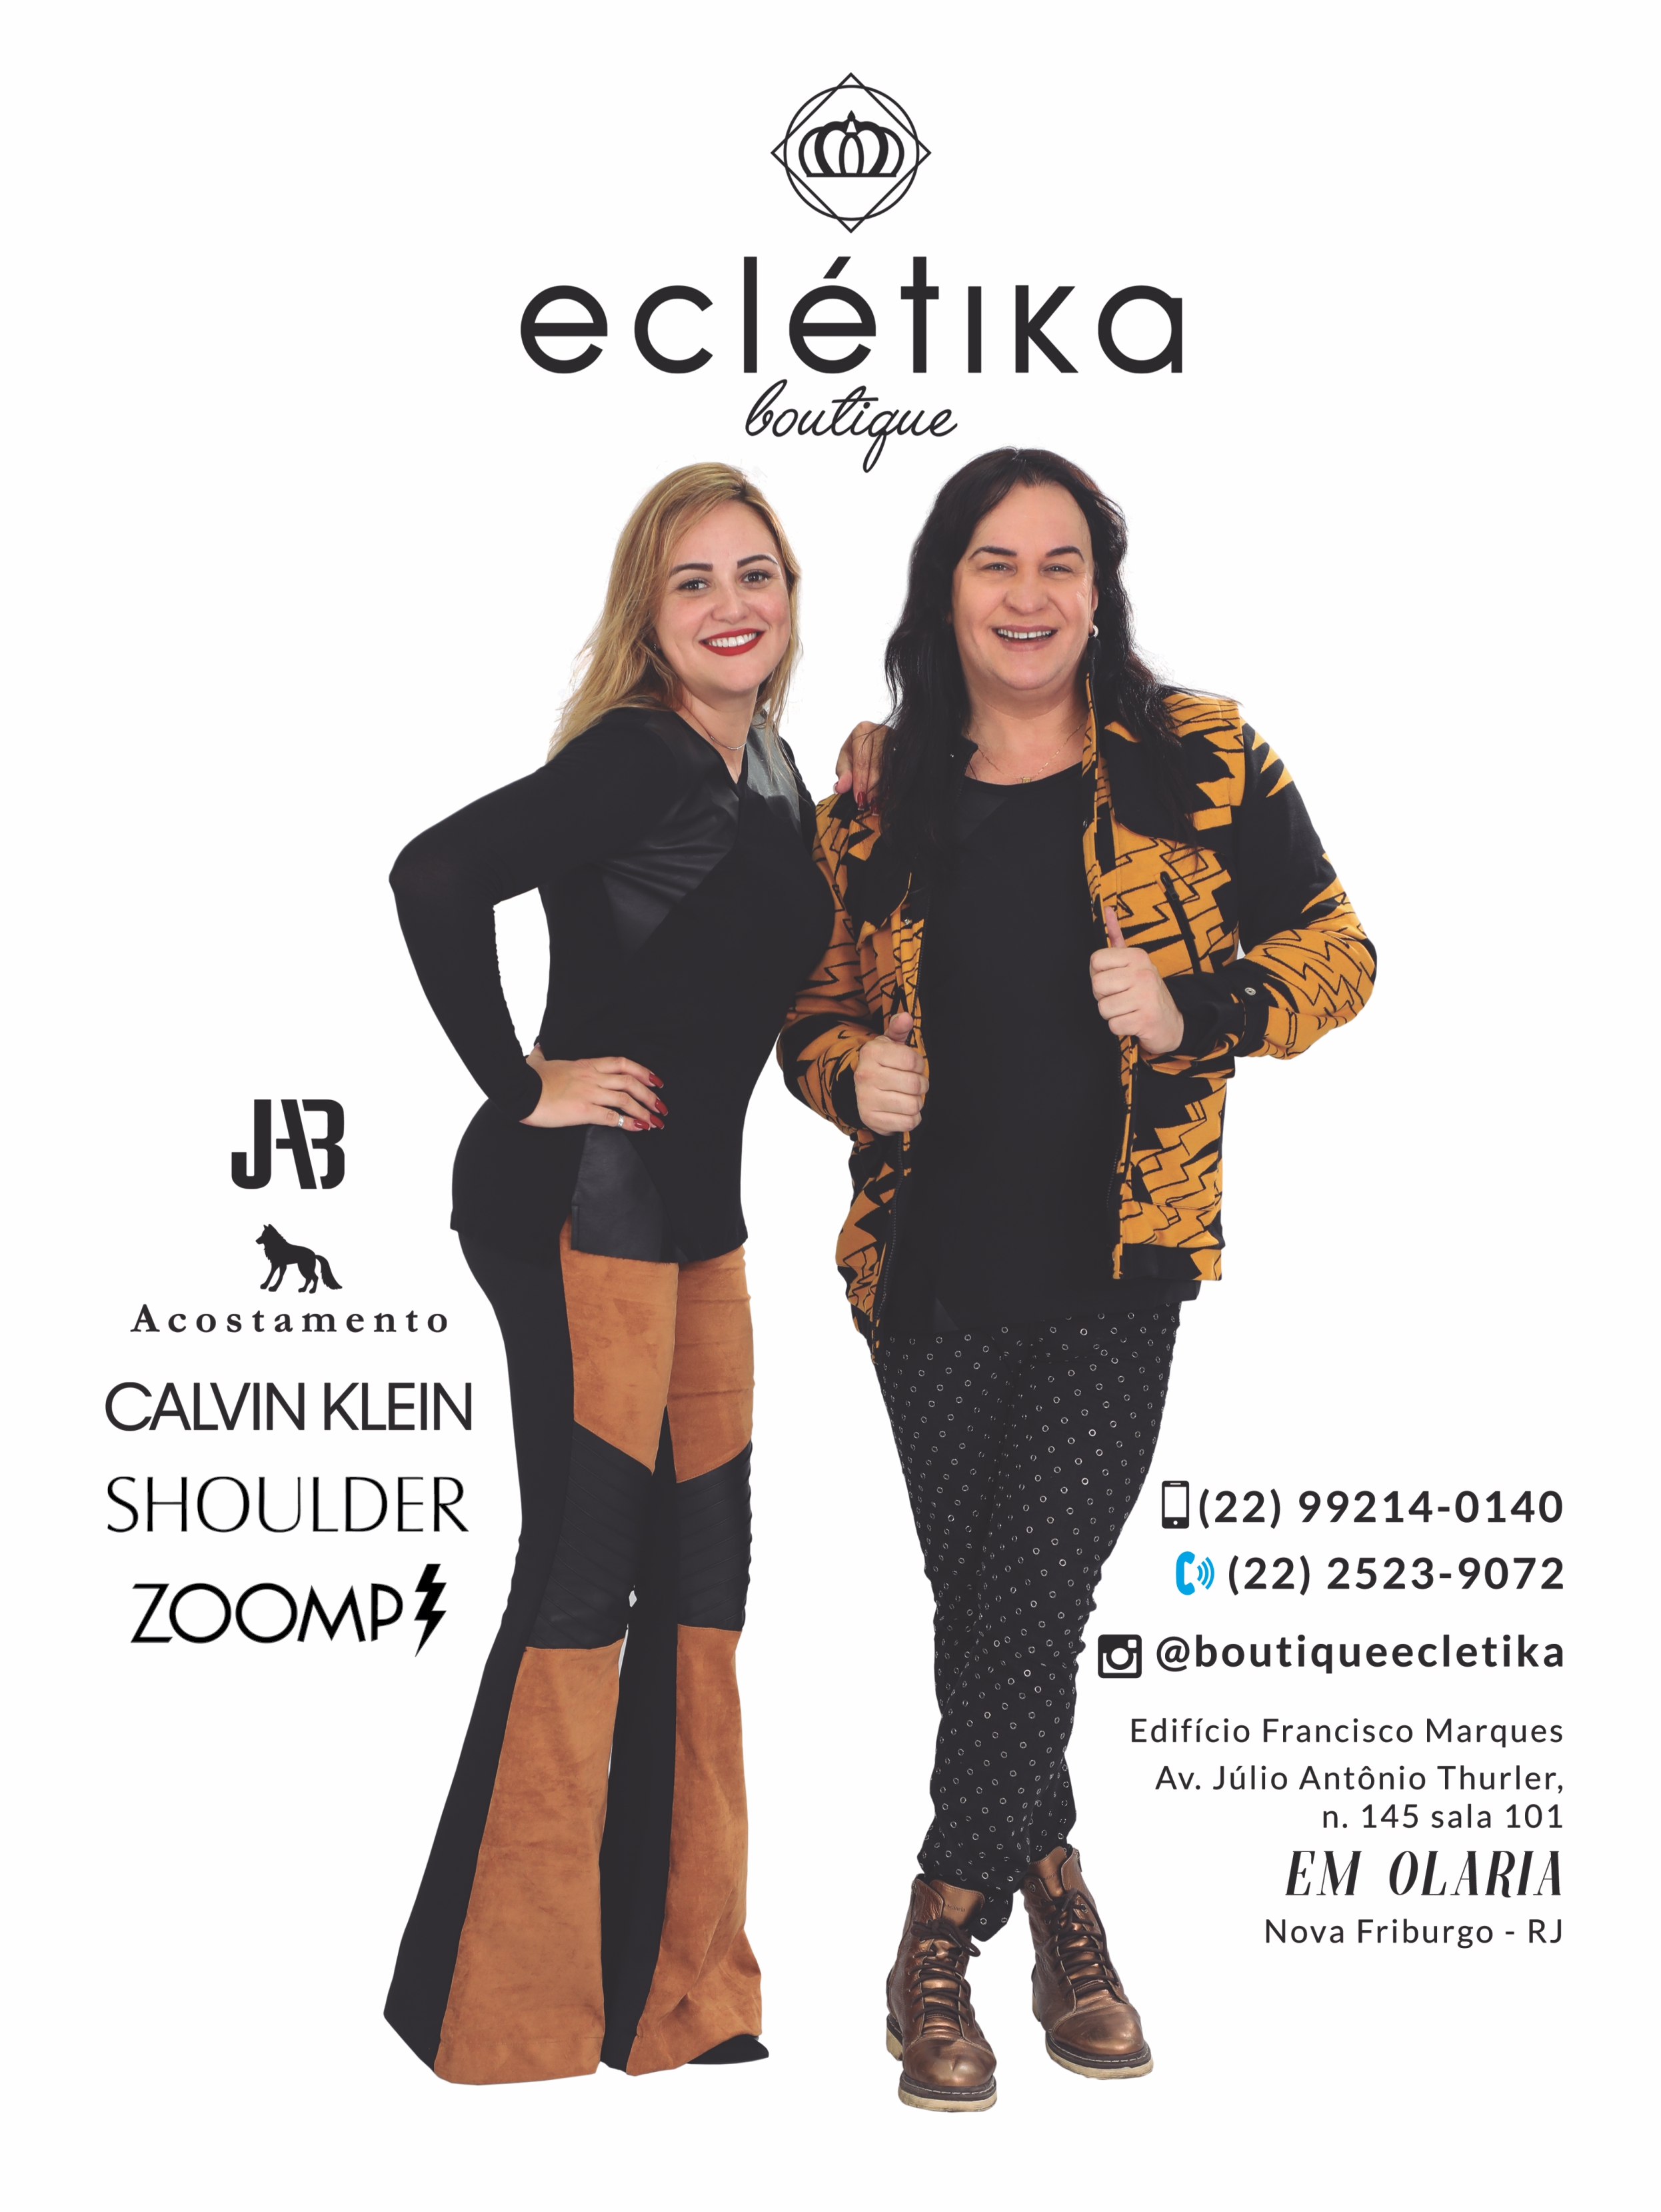 eclétika
boutique
JAB
Acostamento
CALVIN KLEIN
SHOULDER
ZOOMP
(22) 99214-0140
(22) 2523-9072
@boutiqueecletika
Edifício Francisco Marques
Av. Júlio Antônio Thurler,
n. 145 sala 101
EM OLARIA
Nova Friburgo - RJ